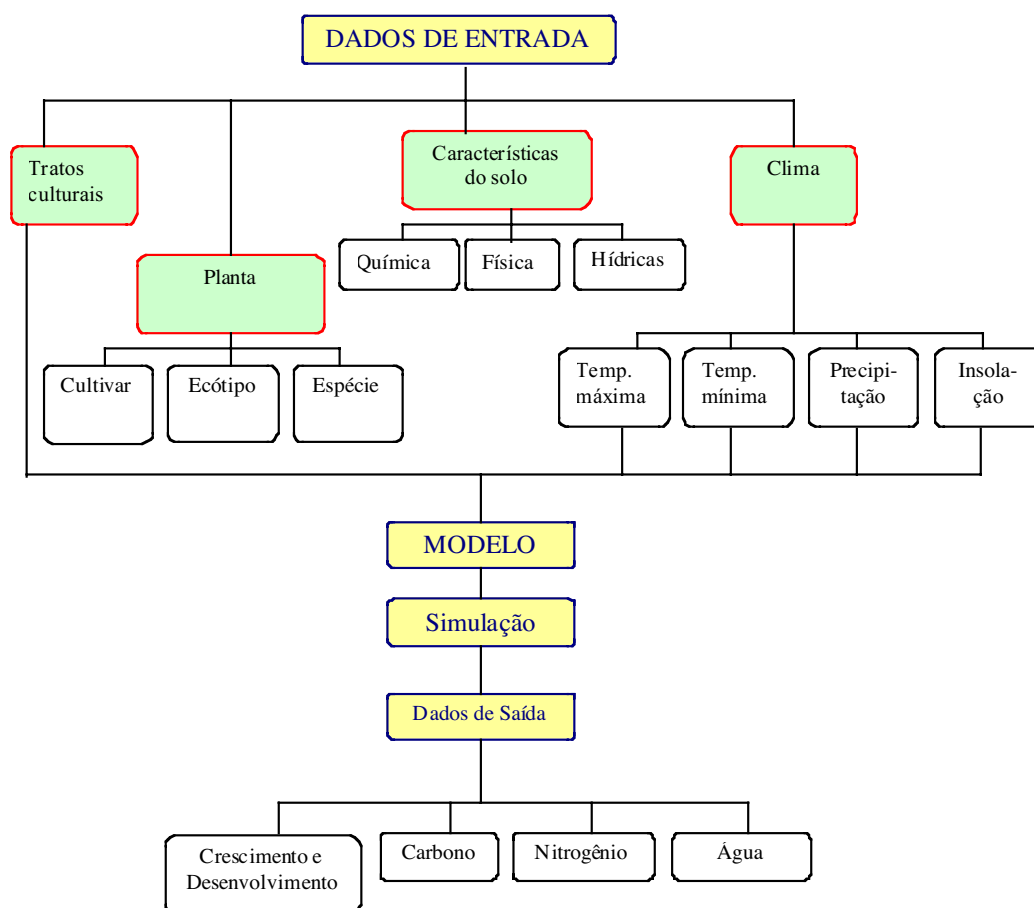 DADOS DE ENTRADA
Tratos
culturais
Características
do solo
Clima
Química
Física
Hídricas
Planta
Cultivar
Ecótipo
Espécie
Temp.
máxima
Temp.
mínima
Precipi-
tação
Insola-
ção
MODELO
Simulação
Dados de Saída
Crescimento e
Desenvolvimento
Carbono
Nitrogênio
Água